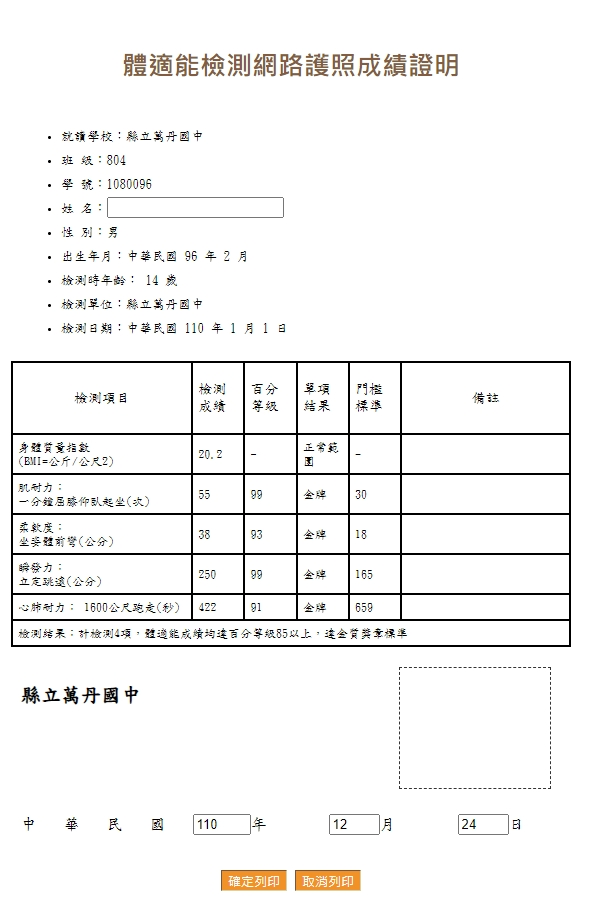 體適能檢測網路護照成績證明
就讀學校：縣立萬丹國中
班 級：804
學 號：1080096
姓 名：
性 別：男
出生年月：中華民國 96 年 2 月
檢測時年齡： 14 歲
檢測單位：縣立萬丹國中
檢測日期：中華民國 110 年 1 月 1 日
檢測項目 檢測成績 百分等級 單項結果 門檻標準 備註
身體質量指數
(BMI=公斤/公尺2) 20.2 - 正常範圍 -
肌耐力：
一分鐘屈膝仰臥起坐(次) 55 99 金牌 30
柔軟度：
坐姿體前彎(公分) 38 93 金牌 18
瞬發力：
立定跳遠(公分) 250 99 金牌 165
心肺耐力： 1600公尺跑走(秒) 422 91 金牌 659
檢測結果：計檢測4項，體適能成績均達百分等級85以上，達金質獎章標準
縣立萬丹國中
中 華 民 國 110 年 12 月 24 日
確定列印 取消列印